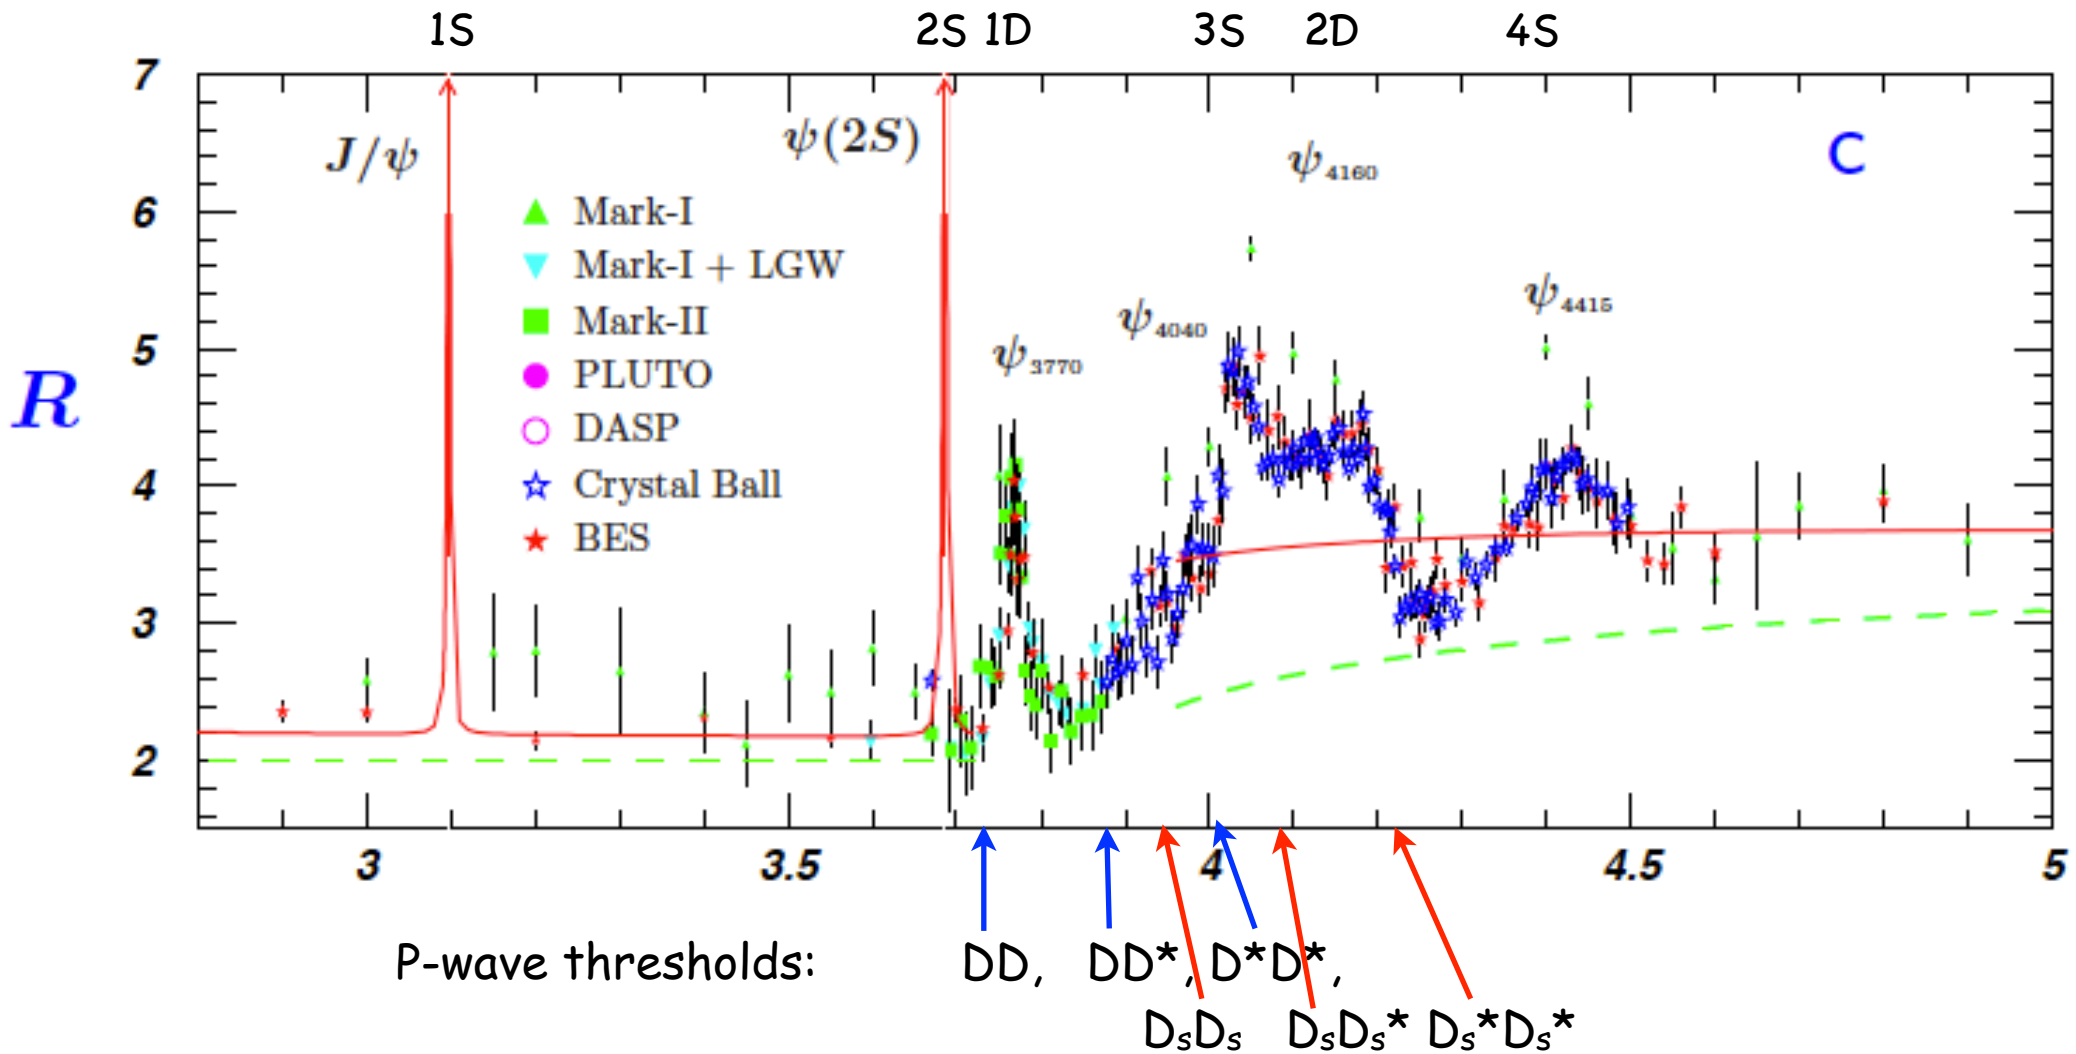 1S 2S 1D 3S 2D 4S
7
J/ψ ψ(2S) ψ4160 C
6
Mark-I
Mark-I + LGW
Mark-II
PLUTO
DASP
Crystal Ball
BES
ψ3770 ψ4040 ψ4415
5
R
4
3
2
3 3.5 4 4.5 5
P-wave thresholds: DD, DD*, D*D*,
DsDs DsDs* Ds*Ds*